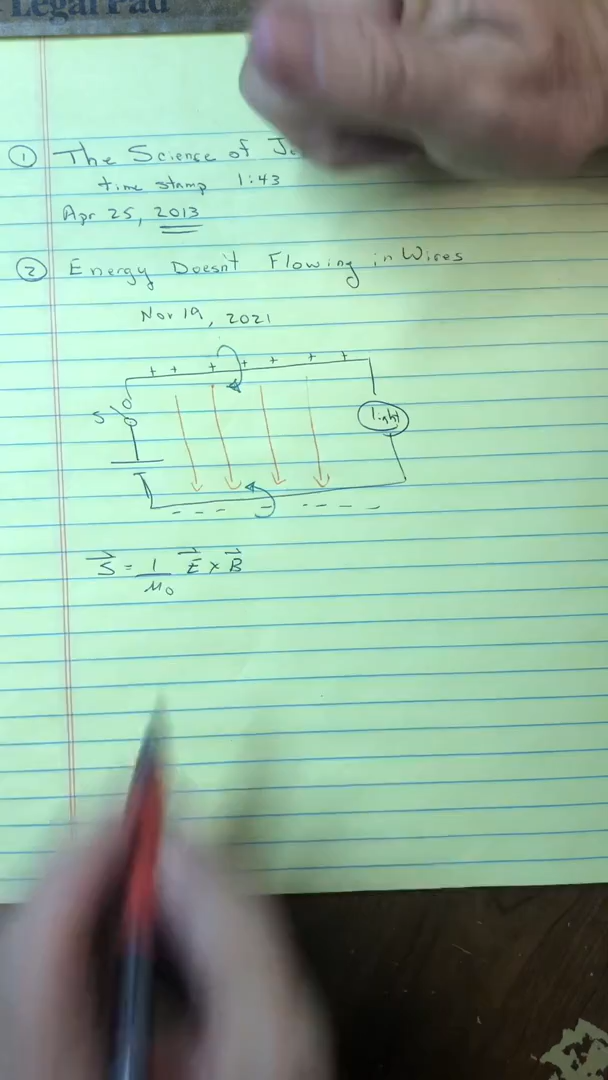 Legal Pad
① The Science of
time stamp 1:43
Apr 25, 2013
② Energy Doesn't Flowing in Wires
Nov 19, 2021
+ + + + + + +
S
light
- - - - - - - -
S = 1/μ0 E × B